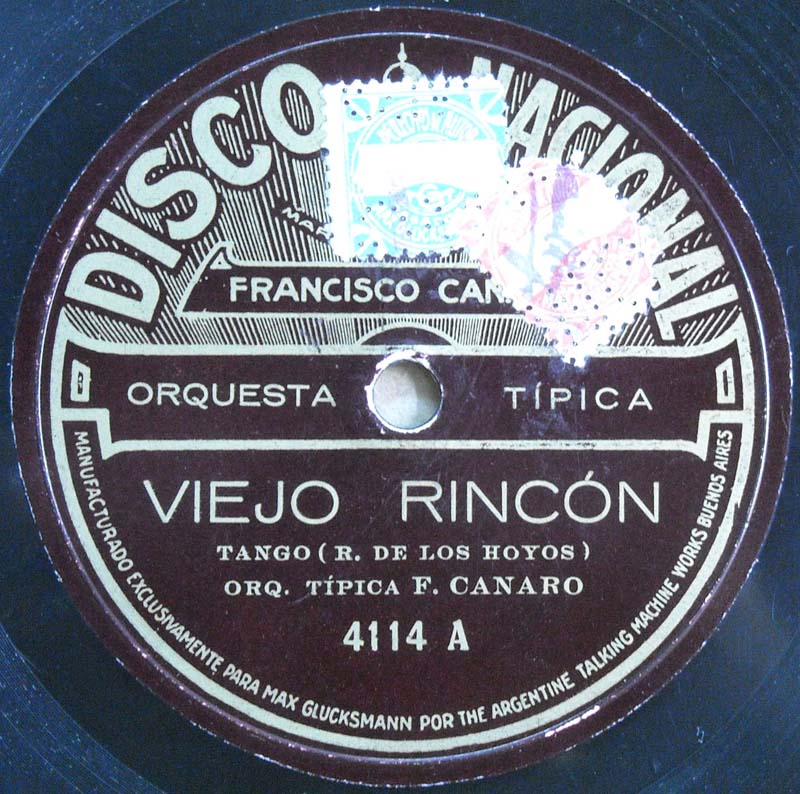 DISCO NACIONAL
FRANCISCO
ORQUESTA TÍPICA
VIEJO RINCÓN
TANGO (R. DE LOS HOYOS)
ORQ. TÍPICA F. CANARO
4114 A
MANUFACTURADO EXCLUSIVAMENTE PARA MAX GLUCKSMANN POR THE ARGENTINE TALKING MACHINE WORKS BUENOS AIRES